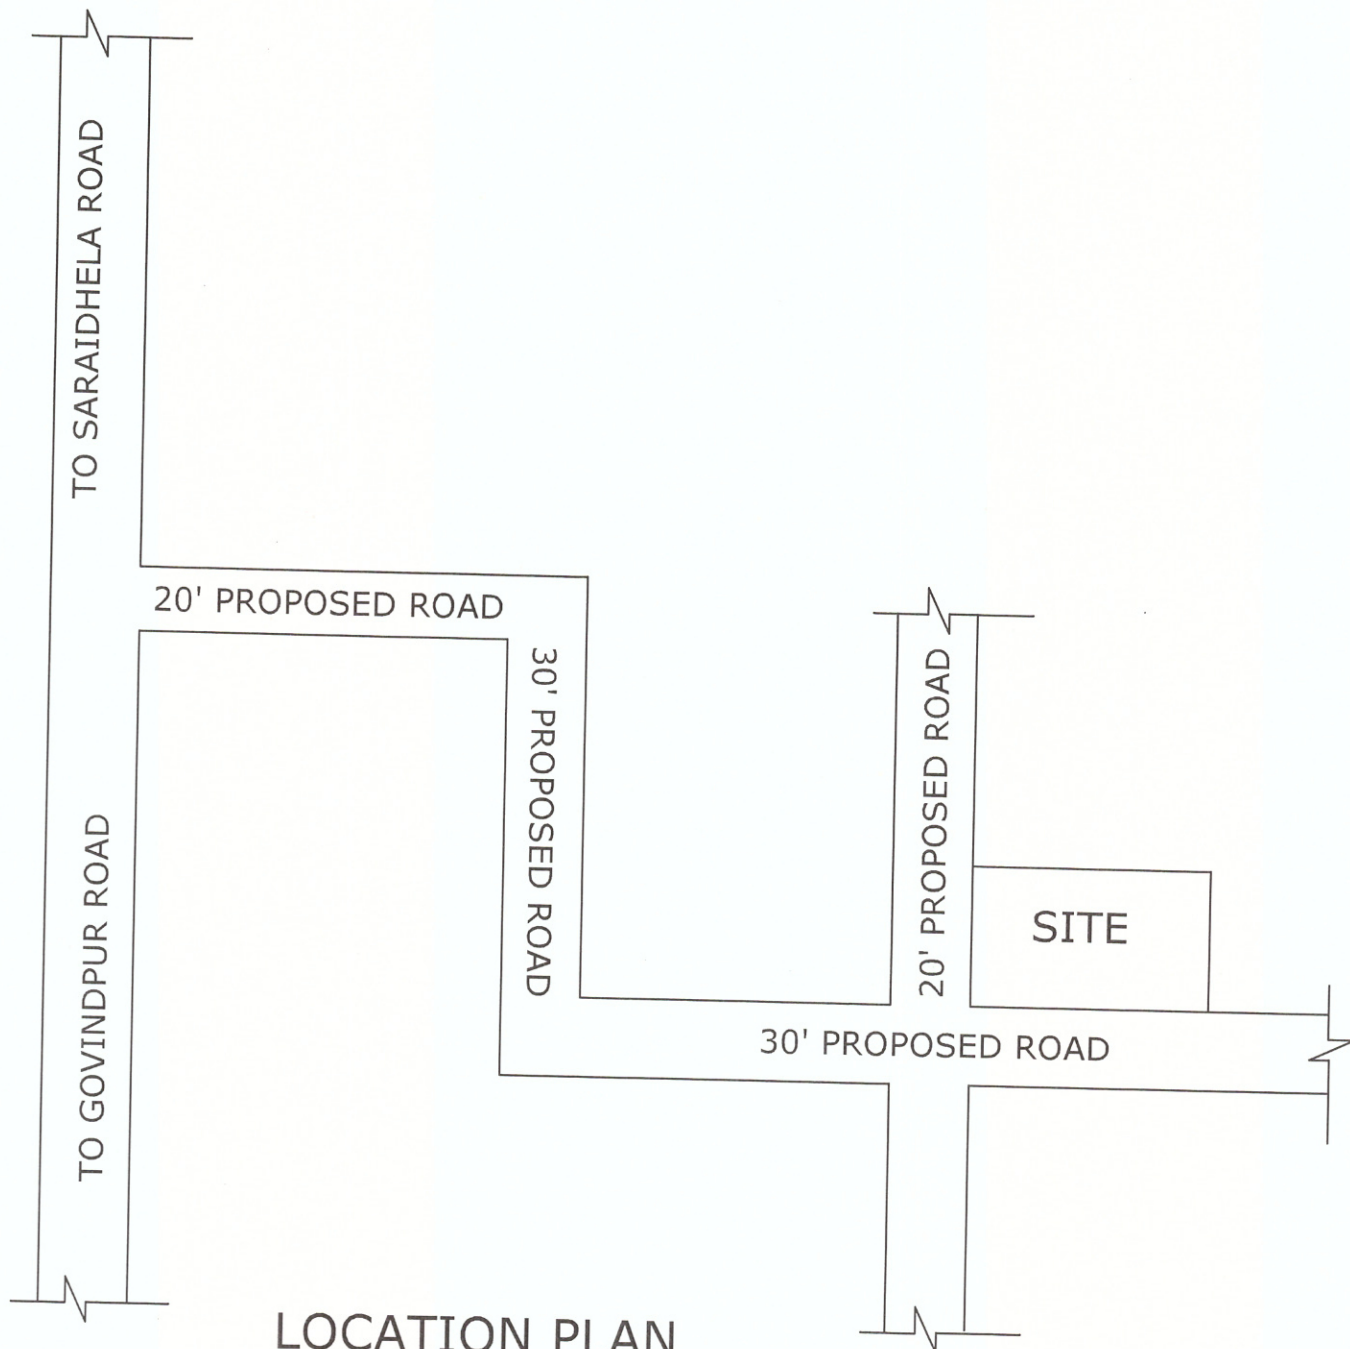 TO SARAIDHELA ROAD
20' PROPOSED ROAD
30' PROPOSED ROAD
20' PROPOSED ROAD
SITE
TO GOVINDPUR ROAD
30' PROPOSED ROAD
LOCATION PLAN